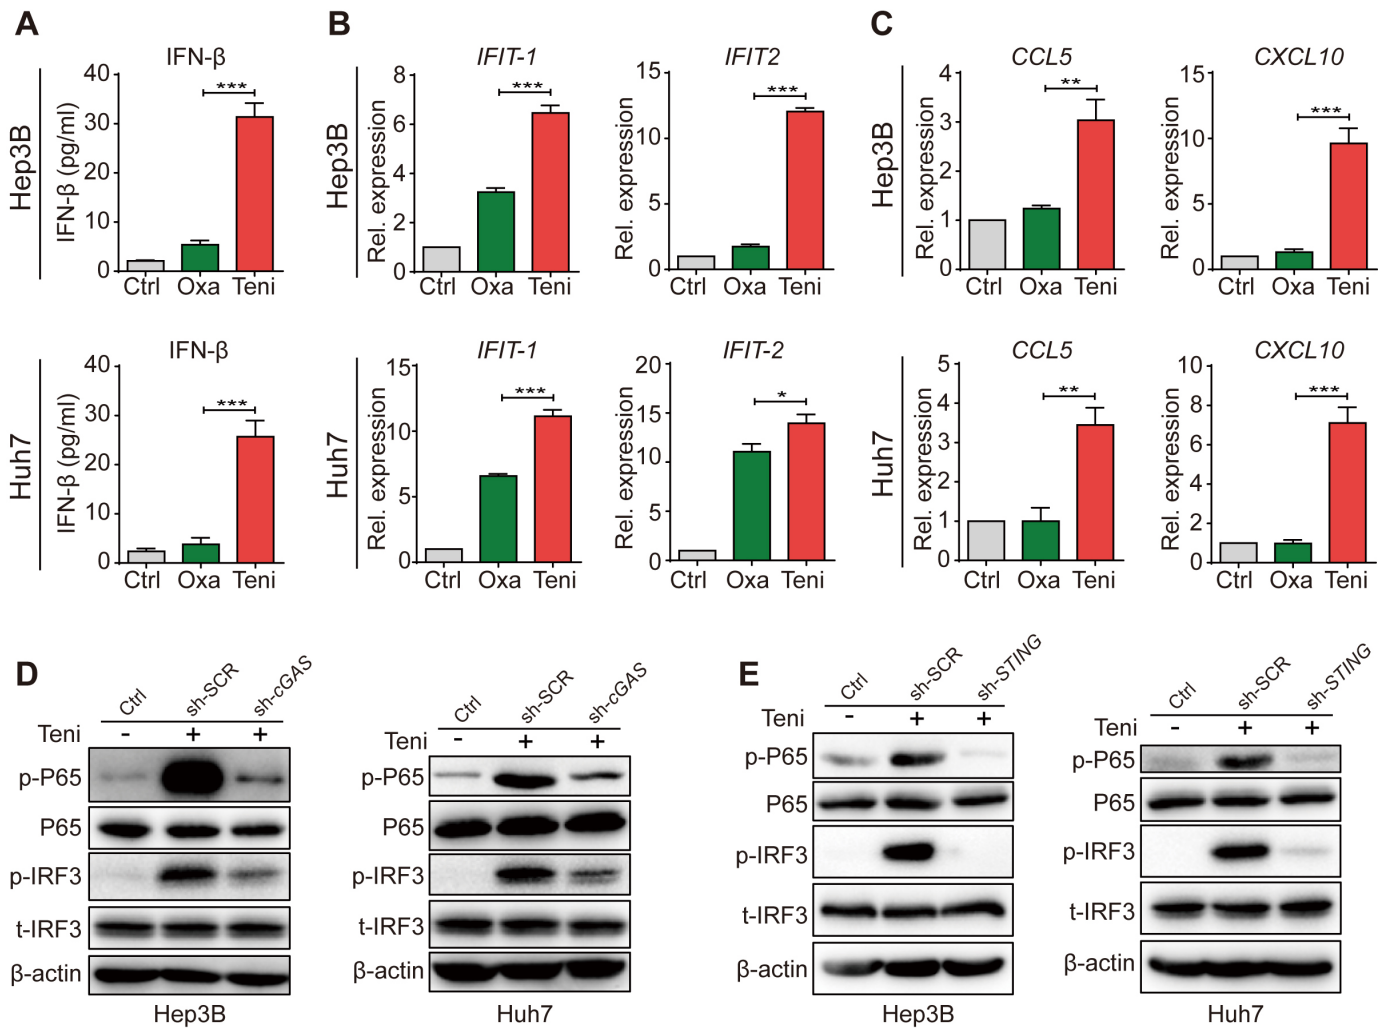 A
B
C
Hep3B
IFN-β
IFN-β (pg/ml)
40
30
20
10
0
***
Ctrl Oxa Teni
Hep3B
IFIT-1
Rel. expression
8
6
4
2
0
***
Ctrl Oxa Teni
IFIT2
Rel. expression
15
10
5
0
***
Ctrl Oxa Teni
Hep3B
CCL5
Rel. expression
4
3
2
1
0
**
Ctrl Oxa Teni
CXCL10
Rel. expression
15
10
5
0
***
Ctrl Oxa Teni
Huh7
IFN-β
IFN-β (pg/ml)
40
30
20
10
0
***
Ctrl Oxa Teni
Huh7
IFIT-1
Rel. expression
15
10
5
0
***
Ctrl Oxa Teni
IFIT-2
Rel. expression
20
15
10
5
0
*
Ctrl Oxa Teni
Huh7
CCL5
Rel. expression
5
4
3
2
1
0
**
Ctrl Oxa Teni
CXCL10
Rel. expression
10
8
6
4
2
0
***
Ctrl Oxa Teni
D
Ctrl sh-SCR sh-cGAS
Teni - + +
p-P65
P65
p-IRF3
t-IRF3
β-actin
Hep3B
Ctrl sh-SCR sh-cGAS
Teni - + +
p-P65
P65
p-IRF3
t-IRF3
β-actin
Huh7
E
Ctrl sh-SCR sh-STING
Teni - + +
p-P65
P65
p-IRF3
t-IRF3
β-actin
Hep3B
Ctrl sh-SCR sh-STING
Teni - + +
p-P65
P65
p-IRF3
t-IRF3
β-actin
Huh7